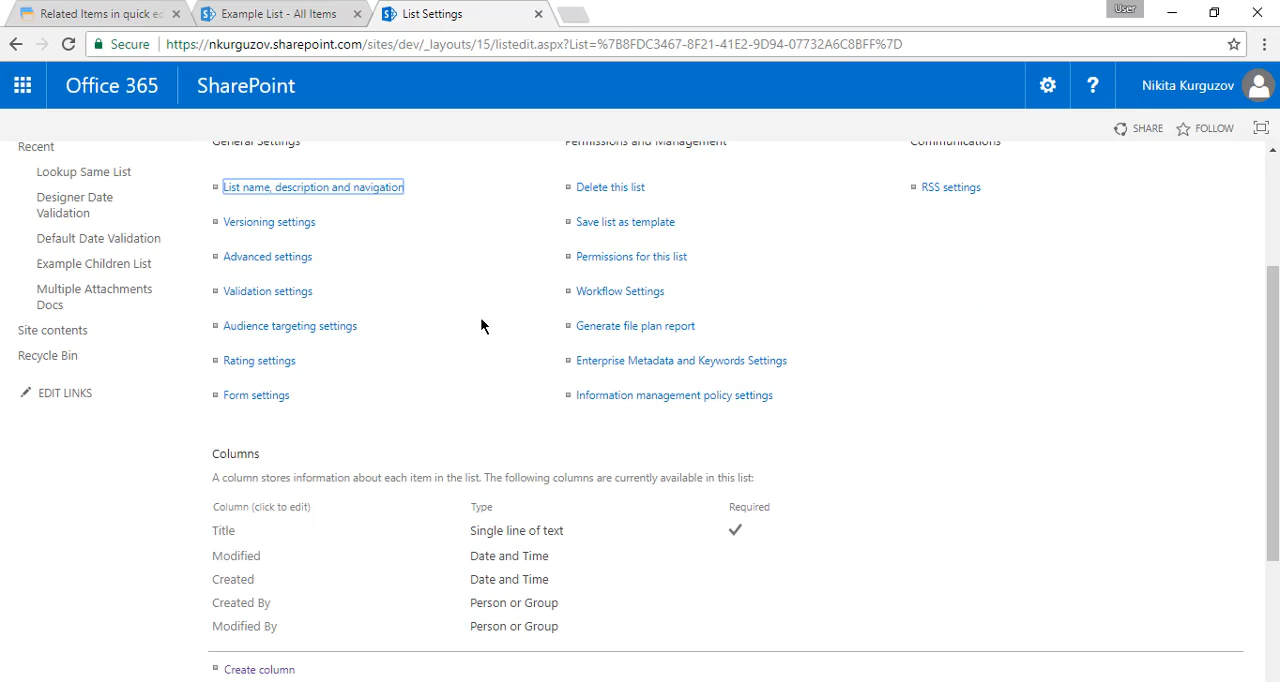 Related Items in quick e
Example List - All Items
List Settings
User
Secure
https://nkurguzov.sharepoint.com/sites/dev/_layouts/15/listedit.aspx?List=%7B8FDC3467-8F21-41E2-9D94-07732A6C8BFF%7D
Office 365
SharePoint
?
Nikita Kurguzov
SHARE
FOLLOW
Recent
Lookup Same List
Designer Date
Validation
Default Date Validation
Example Children List
Multiple Attachments
Docs
Site contents
Recycle Bin
EDIT LINKS
General Settings
Permissions and Management
Communications
List name, description and navigation
Delete this list
RSS settings
Versioning settings
Save list as template
Advanced settings
Permissions for this list
Validation settings
Workflow Settings
Audience targeting settings
Generate file plan report
Rating settings
Enterprise Metadata and Keywords Settings
Form settings
Information management policy settings
Columns
A column stores information about each item in the list. The following columns are currently available in this list:
Column (click to edit)
Type
Required
Title
Single line of text
Modified
Date and Time
Created
Date and Time
Created By
Person or Group
Modified By
Person or Group
Create column